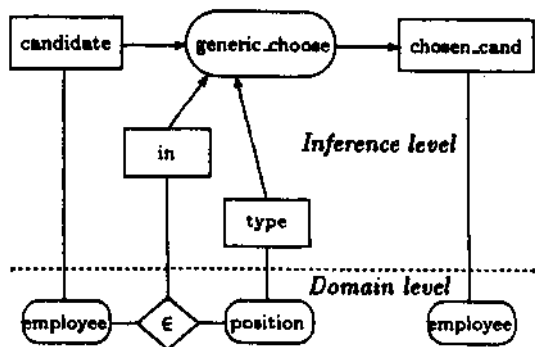 candidate
generic_choose
chosen_cand
in
Inference level
type
Domain level
employee
ϵ
position
employee